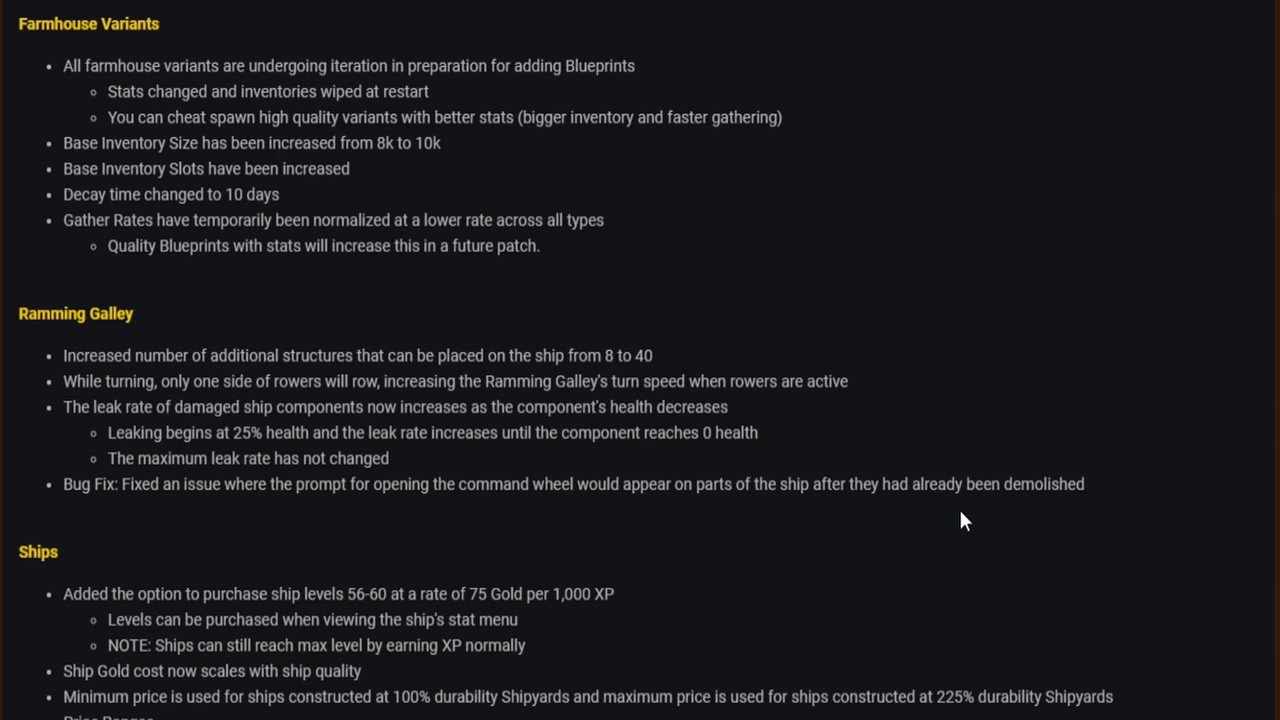 Farmhouse Variants
All farmhouse variants are undergoing iteration in preparation for adding Blueprints
Stats changed and inventories wiped at restart
You can cheat spawn high quality variants with better stats (bigger inventory and faster gathering)
Base Inventory Size has been increased from 8k to 10k
Base Inventory Slots have been increased
Decay time changed to 10 days
Gather Rates have temporarily been normalized at a lower rate across all types
Quality Blueprints with stats will increase this in a future patch.
Ramming Galley
Increased number of additional structures that can be placed on the ship from 8 to 40
While turning, only one side of rowers will row, increasing the Ramming Galley's turn speed when rowers are active
The leak rate of damaged ship components now increases as the component's health decreases
Leaking begins at 25% health and the leak rate increases until the component reaches 0 health
The maximum leak rate has not changed
Bug Fix: Fixed an issue where the prompt for opening the command wheel would appear on parts of the ship after they had already been demolished
Ships
Added the option to purchase ship levels 56-60 at a rate of 75 Gold per 1,000 XP
Levels can be purchased when viewing the ship's stat menu
NOTE: Ships can still reach max level by earning XP normally
Ship Gold cost now scales with ship quality
Minimum price is used for ships constructed at 100% durability Shipyards and maximum price is used for ships constructed at 225% durability Shipyards